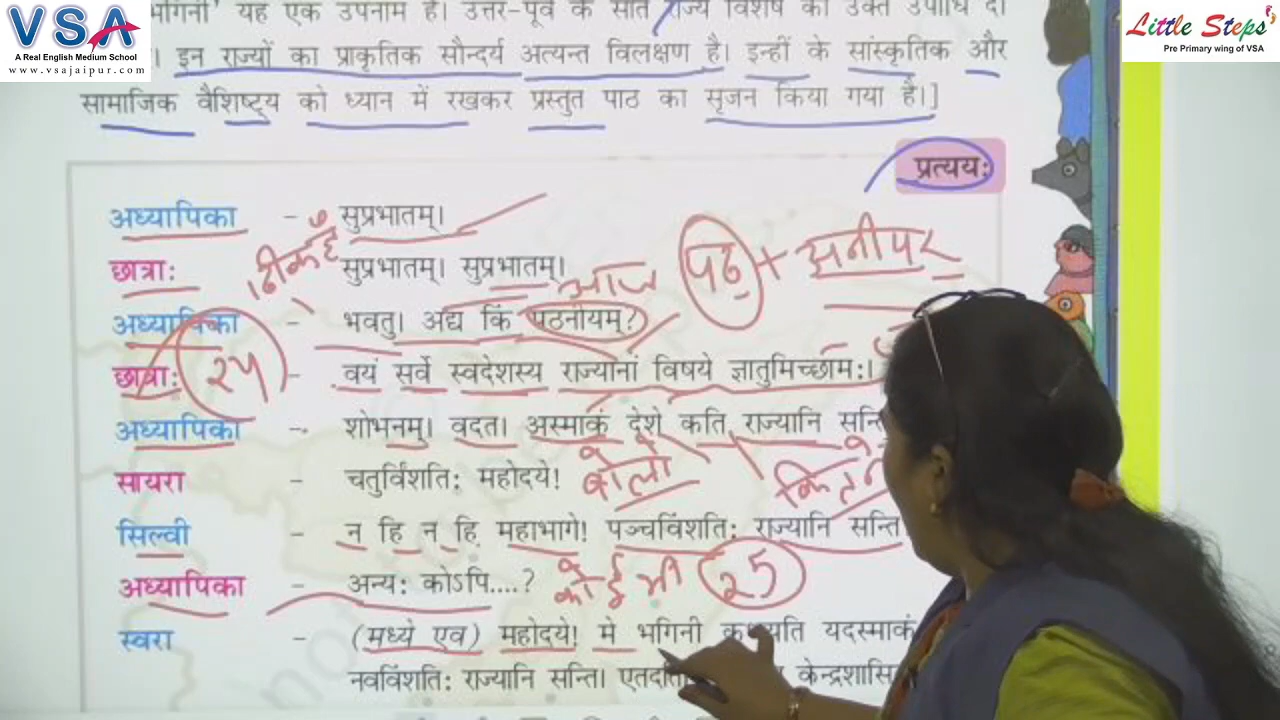 VSA
A Real English Medium School
www.vsajaipur.com
Little Steps
Pre Primary wing of VSA
भगिनी' यह एक उपनाम है। उत्तर-पूर्व के सात राज्य विशेष को उक्त उपाधि दी
। इन राज्यों का प्राकृतिक सौन्दर्य अत्यन्त विलक्षण है। इन्हीं के सांस्कृतिक और
सामाजिक वैशिष्ट्य को ध्यान में रखकर प्रस्तुत पाठ का सृजन किया गया है।]
प्रत्ययः
अध्यापिका - सुप्रभातम्।
ठीक है
छात्राः सुप्रभातम्। सुप्रभातम्।
आज पठ + अनीयर
अध्यापिका - भवतु। अद्य किं पठनीयम्?
छात्राः - वयं सर्वे स्वदेशस्य राज्यानां विषये ज्ञातुमिच्छामः।
२५
अध्यापिका - शोभनम्। वदत। अस्माकं देशे कति राज्यानि सन्ति
सायरा - चतुर्विंशतिः महोदये!
बोलो
सिल्वी - न हि न हि महाभागे! पञ्चविंशतिः राज्यानि सन्ति
अध्यापिका - अन्यः कोऽपि....?
कोई भी २५
स्वरा - (मध्ये एव) महोदये! मे भगिनी कथयति यदस्माकं
नवविंशतिः राज्यानि सन्ति।